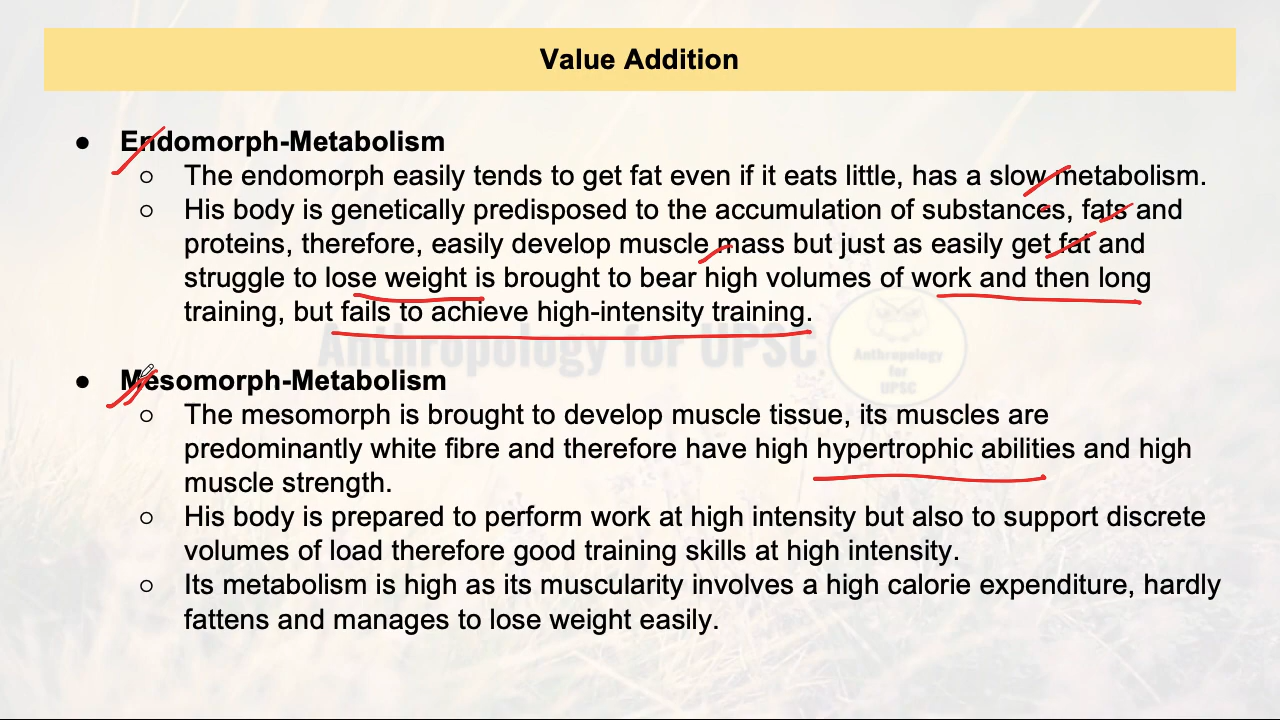 Value Addition
● Endomorph-Metabolism
○ The endomorph easily tends to get fat even if it eats little, has a slow metabolism.
○ His body is genetically predisposed to the accumulation of substances, fats and
proteins, therefore, easily develop muscle mass but just as easily get fat and
struggle to lose weight is brought to bear high volumes of work and then long
training, but fails to achieve high-intensity training.
Anthropology for UPSC
Anthropology
for
UPSC
● Mesomorph-Metabolism
○ The mesomorph is brought to develop muscle tissue, its muscles are
predominantly white fibre and therefore have high hypertrophic abilities and high
muscle strength.
○ His body is prepared to perform work at high intensity but also to support discrete
volumes of load therefore good training skills at high intensity.
○ Its metabolism is high as its muscularity involves a high calorie expenditure, hardly
fattens and manages to lose weight easily.